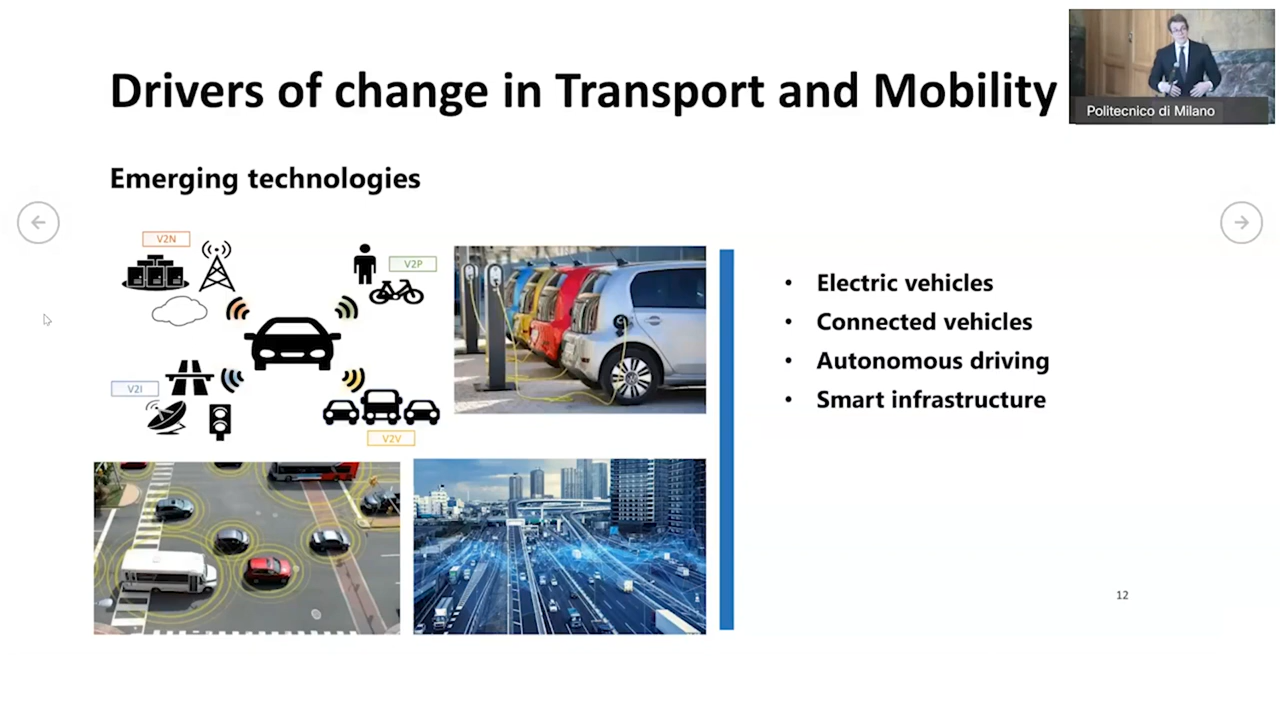 Drivers of change in Transport and Mobility
Politecnico di Milano
Emerging technologies
V2N
V2P
V2I
V2V
• Electric vehicles
• Connected vehicles
• Autonomous driving
• Smart infrastructure
12